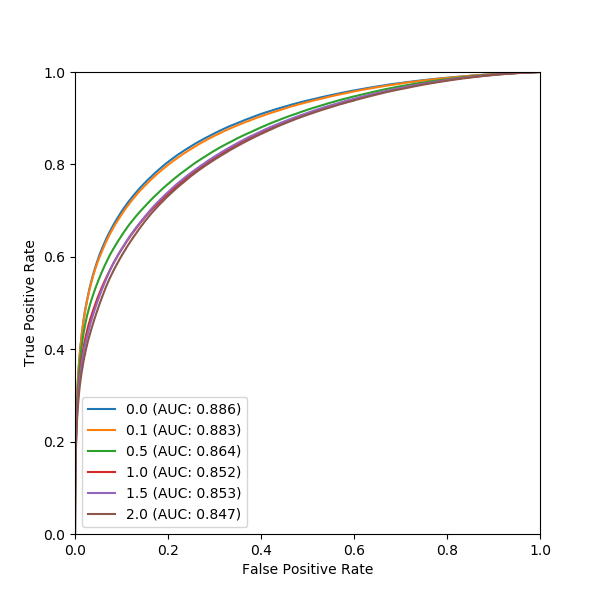 1.0
0.8
0.6
0.4
0.2
0.0
True Positive Rate
0.0 (AUC: 0.886)
0.1 (AUC: 0.883)
0.5 (AUC: 0.864)
1.0 (AUC: 0.852)
1.5 (AUC: 0.853)
2.0 (AUC: 0.847)
0.0 0.2 0.4 0.6 0.8 1.0
False Positive Rate